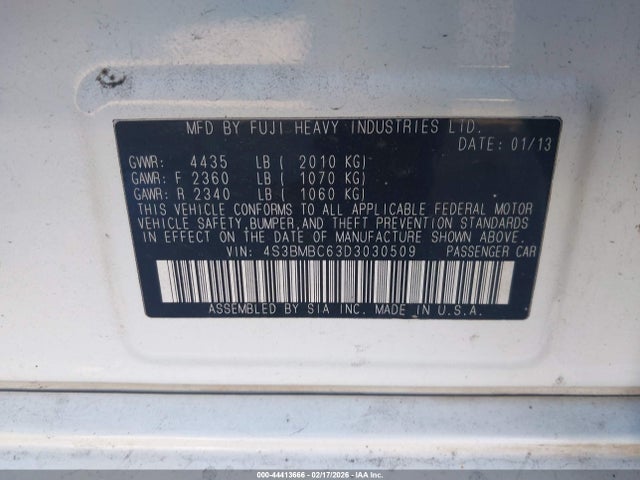 MFD BY FUJI HEAVY INDUSTRIES LTD.
DATE: 01/13
GVWR: 4435 LB ( 2010 KG)
GAWR: F 2360 LB ( 1070 KG)
GAWR: R 2340 LB ( 1060 KG)
THIS VEHICLE CONFORMS TO ALL APPLICABLE FEDERAL MOTOR
VEHICLE SAFETY, BUMPER, AND THEFT PREVENTION STANDARDS
IN EFFECT ON THE DATE OF MANUFACTURE SHOWN ABOVE.
VIN: 4S3BMBC63D3030509 PASSENGER CAR
ASSEMBLED BY SIA INC. MADE IN U.S.A.
000-44413666 - 02/17/2026 - IAAI.COM